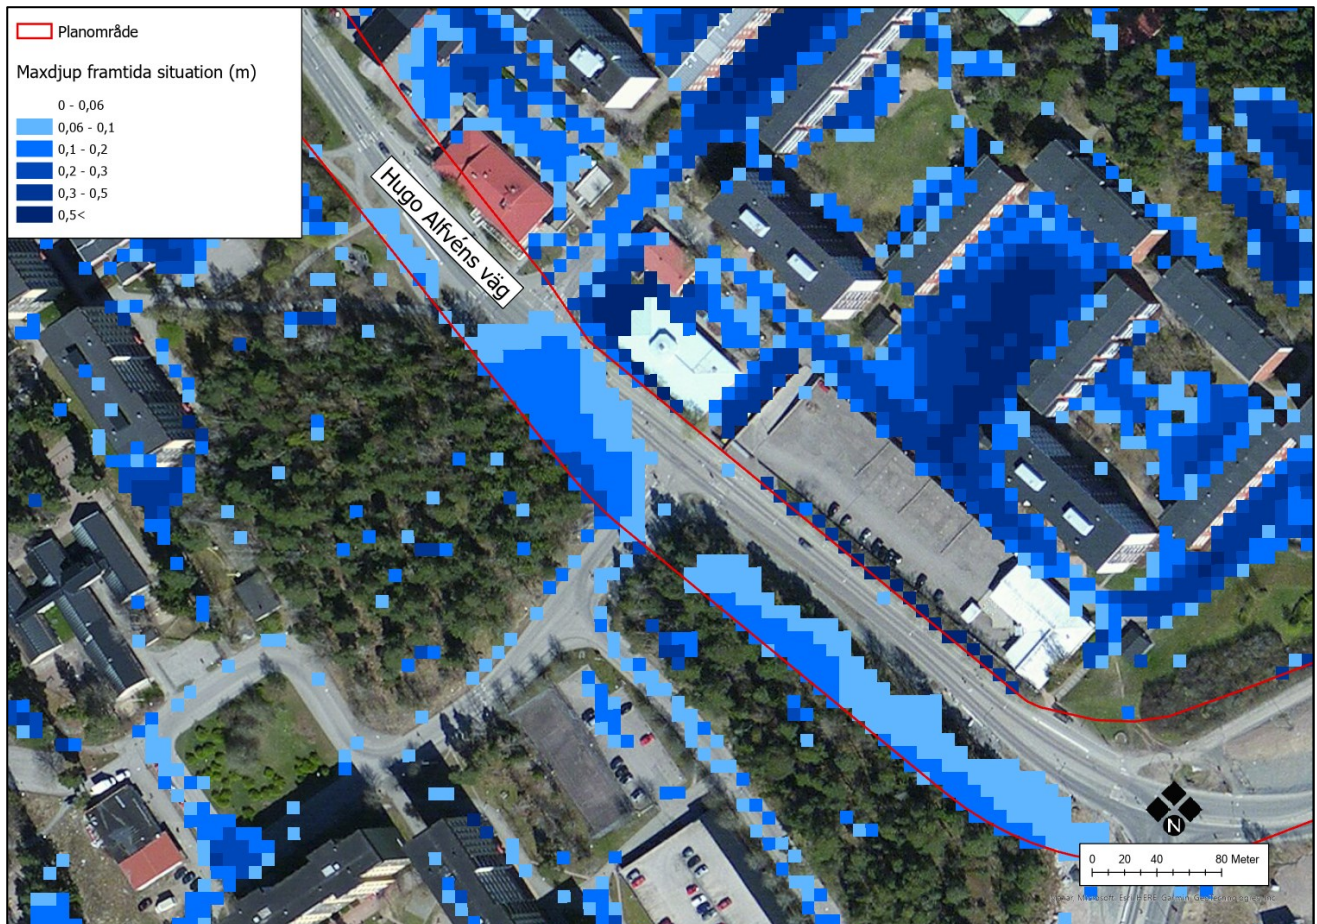 Planområde
Maxdjup framtida situation (m)
0 - 0,06
0,06 - 0,1
0,1 - 0,2
0,2 - 0,3
0,3 - 0,5
0,5<
Hugo Alfvéns väg
N
0 20 40 80 Meter